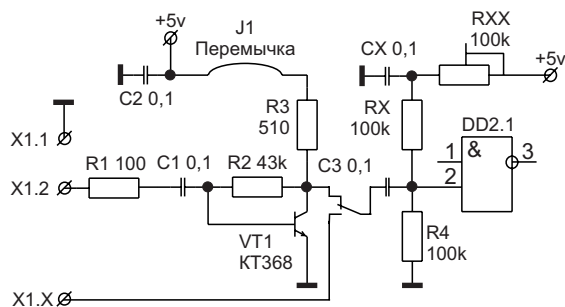 +5v
J1
Перемычка
C2 0,1
CX 0,1
RXX
100k
+5v
R3
510
RX
100k
DD2.1
&
1
2
3
X1.1
X1.2
R1 100
C1 0,1
R2 43k
C3 0,1
VT1
КТ368
R4
100k
X1.X